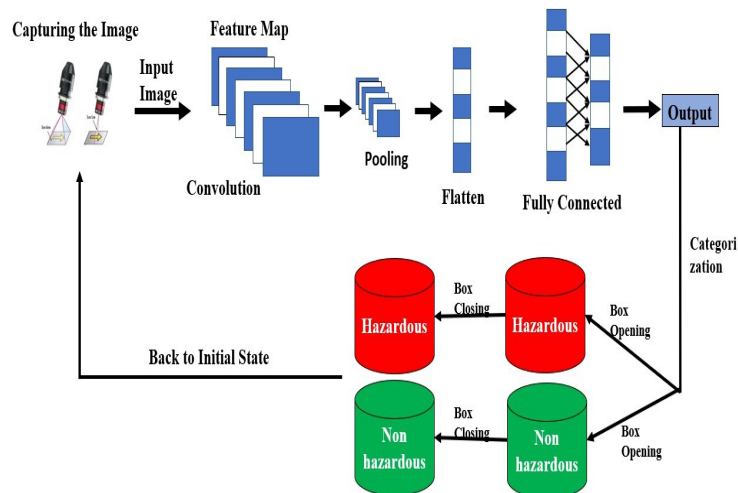 Capturing the Image
Feature Map
Input
Image
Convolution
Pooling
Flatten
Fully Connected
Output
Categori
zation
Box
Opening
Hazardous
Box
Closing
Hazardous
Box
Opening
Non
hazardous
Box
Closing
Non
hazardous
Back to Initial State